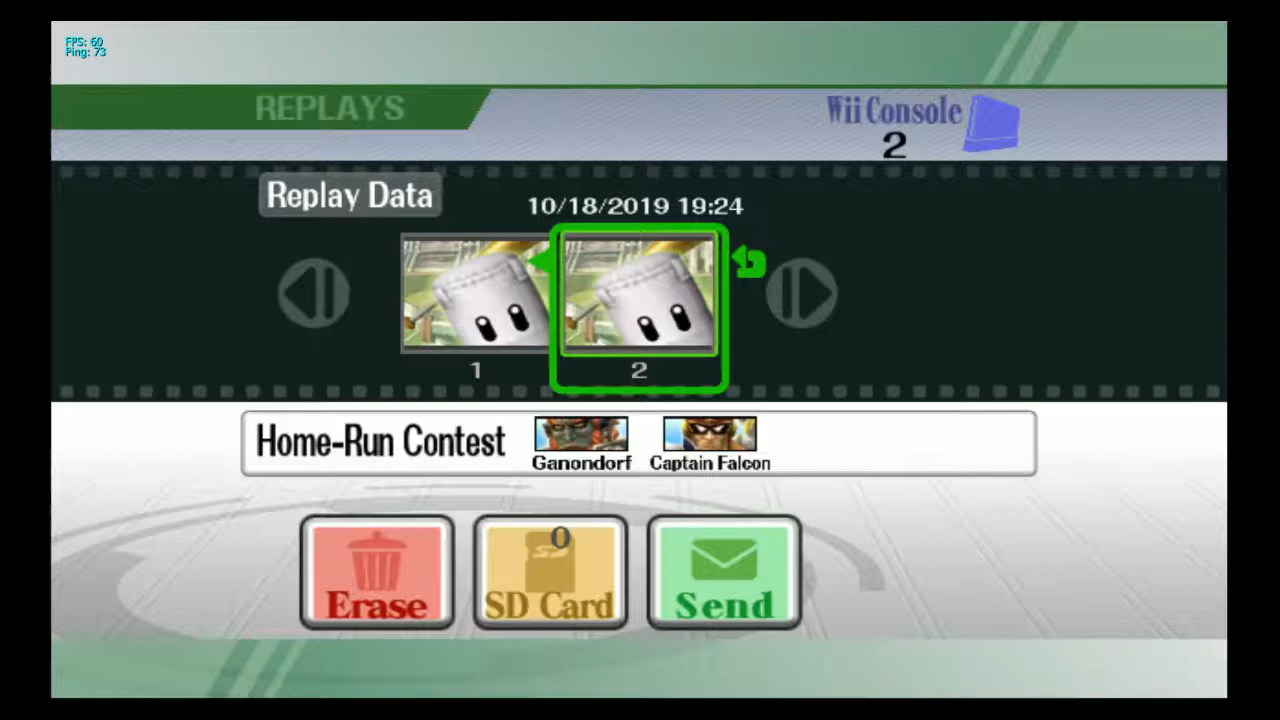 FPS: 60
Ping: 73
REPLAYS
Wii Console
2
Replay Data
10/18/2019 19:24
1
2
Home-Run Contest
Ganondorf
Captain Falcon
Erase
0
SD
SD Card
Send